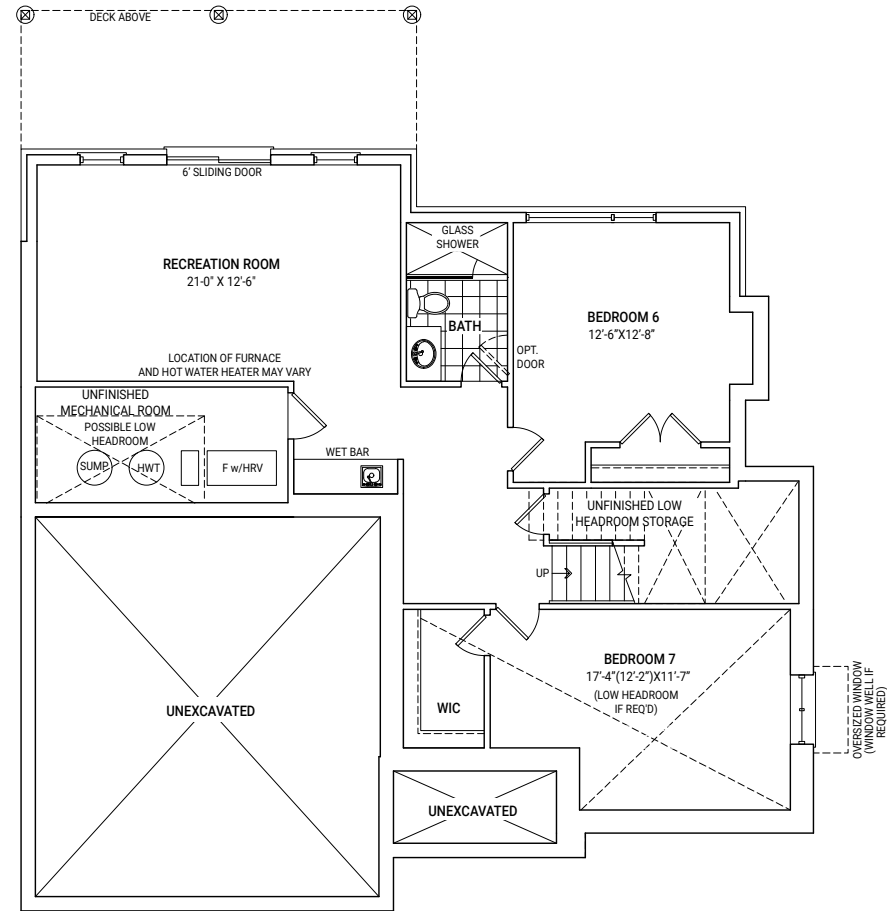 DECK ABOVE
6' SLIDING DOOR
RECREATION ROOM
21-0" X 12'-6"
GLASS
SHOWER
BATH
OPT.
DOOR
BEDROOM 6
12'-6"X12'-8"
LOCATION OF FURNACE
AND HOT WATER HEATER MAY VARY
UNFINISHED
MECHANICAL ROOM
POSSIBLE LOW
HEADROOM
SUMP
HWT
F w/HRV
WET BAR
UNFINISHED LOW
HEADROOM STORAGE
UP
BEDROOM 7
17'-4"(12'-2")X11'-7"
(LOW HEADROOM
IF REQ'D)
WIC
OVERSIZED WINDOW
(WINDOW WELL IF
REQUIRED)
UNEXCAVATED
UNEXCAVATED